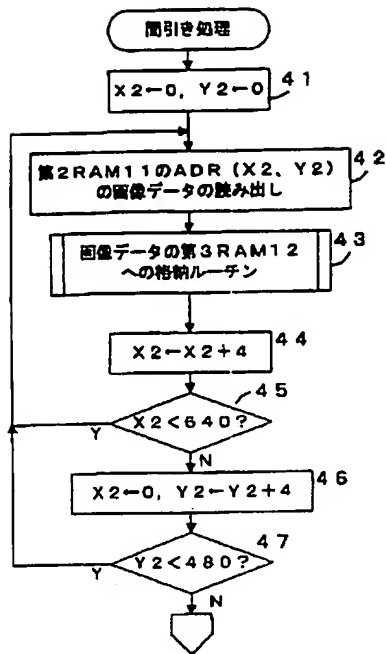 間引き処理
X2←0, Y2←0
41
第2RAM11のADR (X2、Y2)
の画像データの読み出し
42
画像データの第3RAM12
への格納ルーチン
43
X2←X2+4
44
X2<640?
45
Y
N
X2←0, Y2←Y2+4
46
Y2<480?
47
Y
N